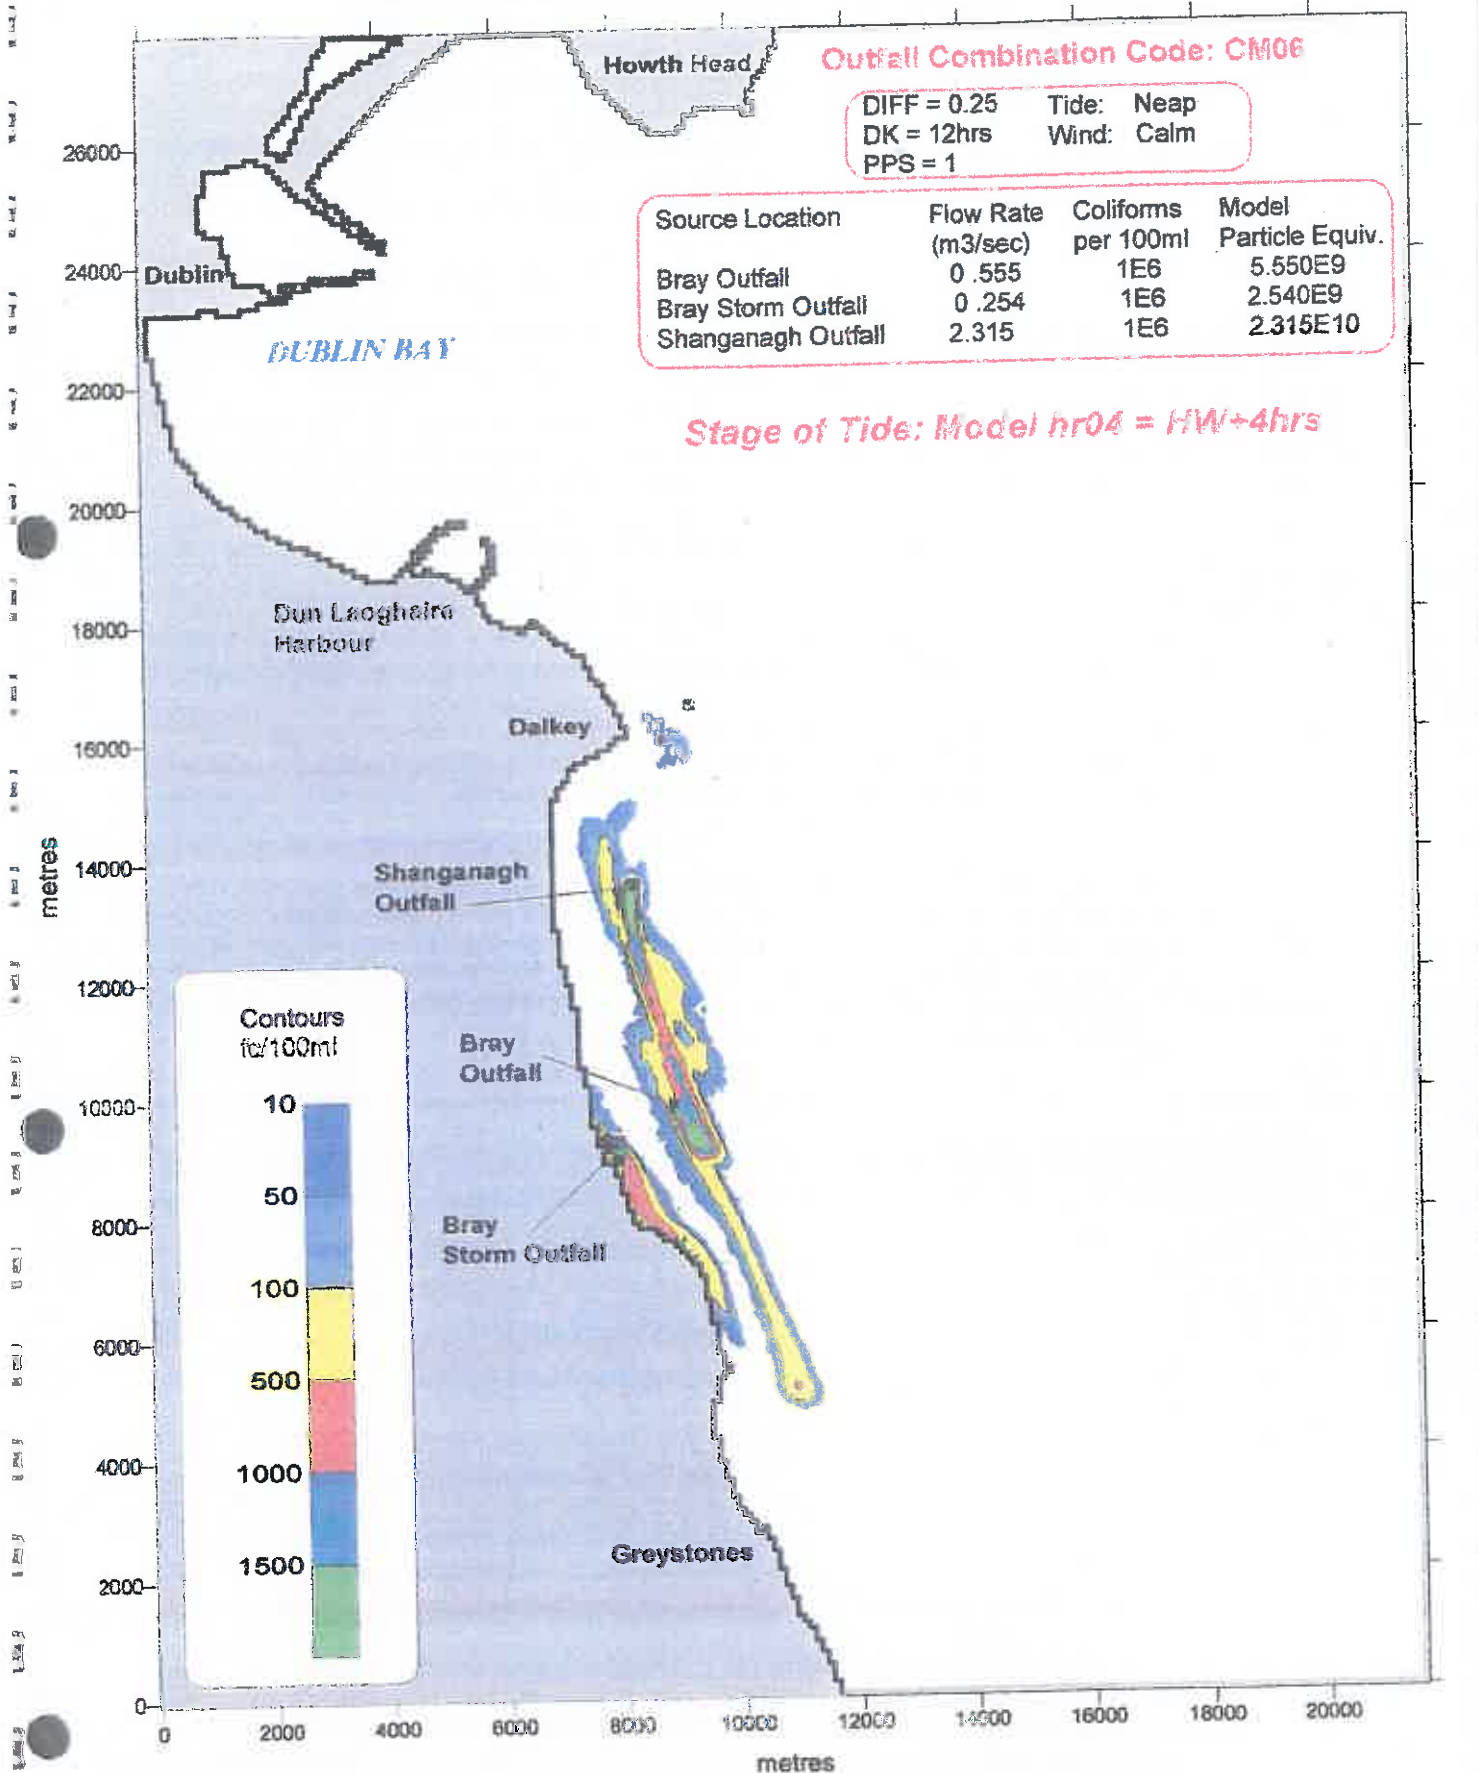 Howth Head
Outfall Combination Code: CM06
DIFF = 0.25 Tide: Neap
DK = 12hrs Wind: Calm
PPS = 1
Source Location Flow Rate Coliforms Model
(m3/sec) per 100ml Particle Equiv.
Bray Outfall 0 .555 1E6 5.550E9
Bray Storm Outfall 0 .254 1E6 2.540E9
Shanganagh Outfall 2.315 1E6 2.315E10
Stage of Tide: Model hr04 = HW+4hrs
Dublin
DUBLIN BAY
Dun Laoghaire
Harbour
Dalkey
Shanganagh
Outfall
Bray
Outfall
Bray
Storm Outfall
Greystones
Contours
fc/100ml
10
50
100
500
1000
1500
metres
26000
24000
22000
20000
18000
16000
14000
12000
10000
8000
6000
4000
2000
0
0 2000 4000 6000 8000 10000 12000 14000 16000 18000 20000
metres